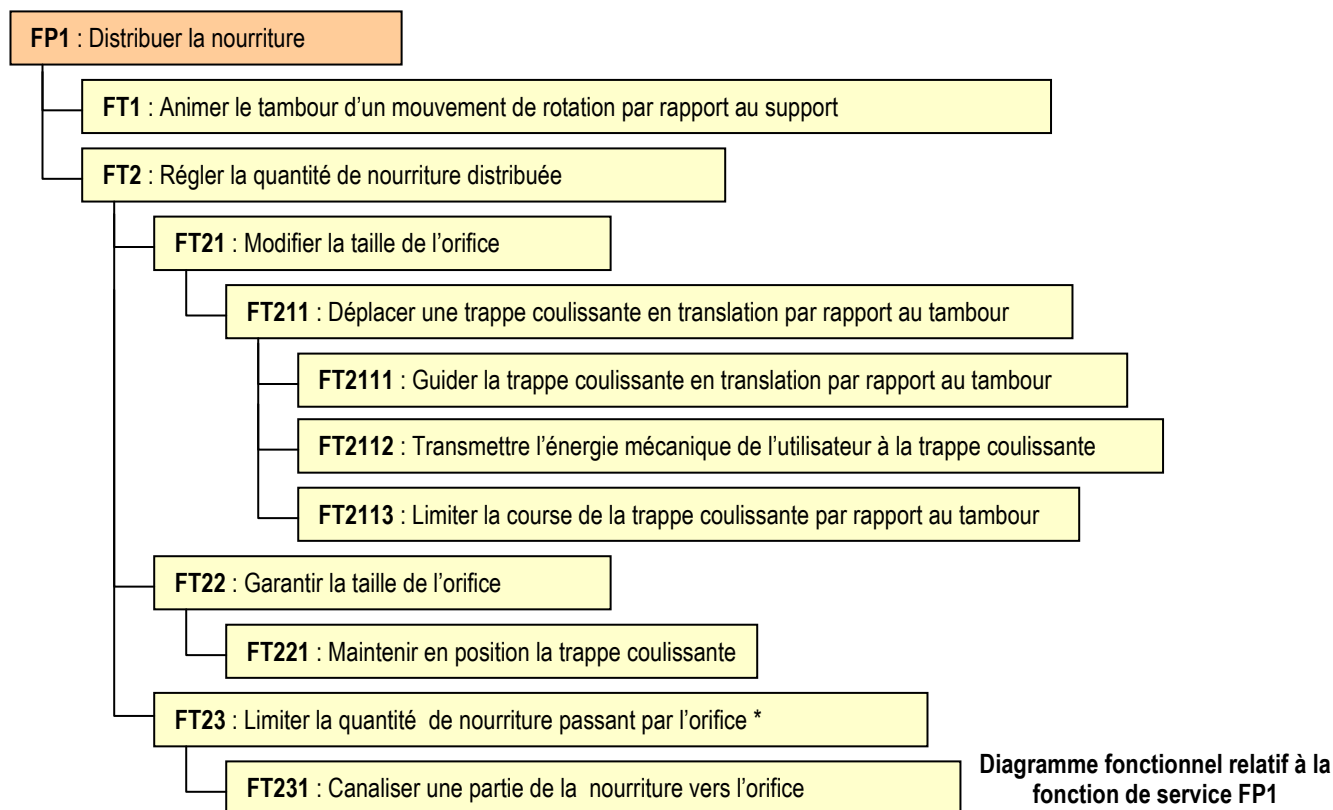 FP1 : Distribuer la nourriture
FT1 : Animer le tambour d’un mouvement de rotation par rapport au support
FT2 : Régler la quantité de nourriture distribuée
FT21 : Modifier la taille de l’orifice
FT211 : Déplacer une trappe coulissante en translation par rapport au tambour
FT2111 : Guider la trappe coulissante en translation par rapport au tambour
FT2112 : Transmettre l’énergie mécanique de l’utilisateur à la trappe coulissante
FT2113 : Limiter la course de la trappe coulissante par rapport au tambour
FT22 : Garantir la taille de l’orifice
FT221 : Maintenir en position la trappe coulissante
FT23 : Limiter la quantité de nourriture passant par l’orifice *
FT231 : Canaliser une partie de la nourriture vers l’orifice
Diagramme fonctionnel relatif à la
fonction de service FP1